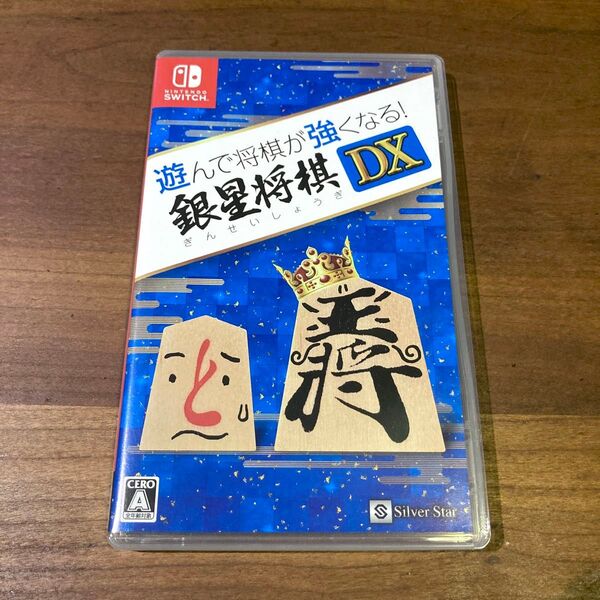 NINTENDO
SWITCH
遊んで将棋が強くなる!
銀星将棋 DX
ぎんせいしょうぎ
王将
と
CERO
A
全年齢対象
Silver Star